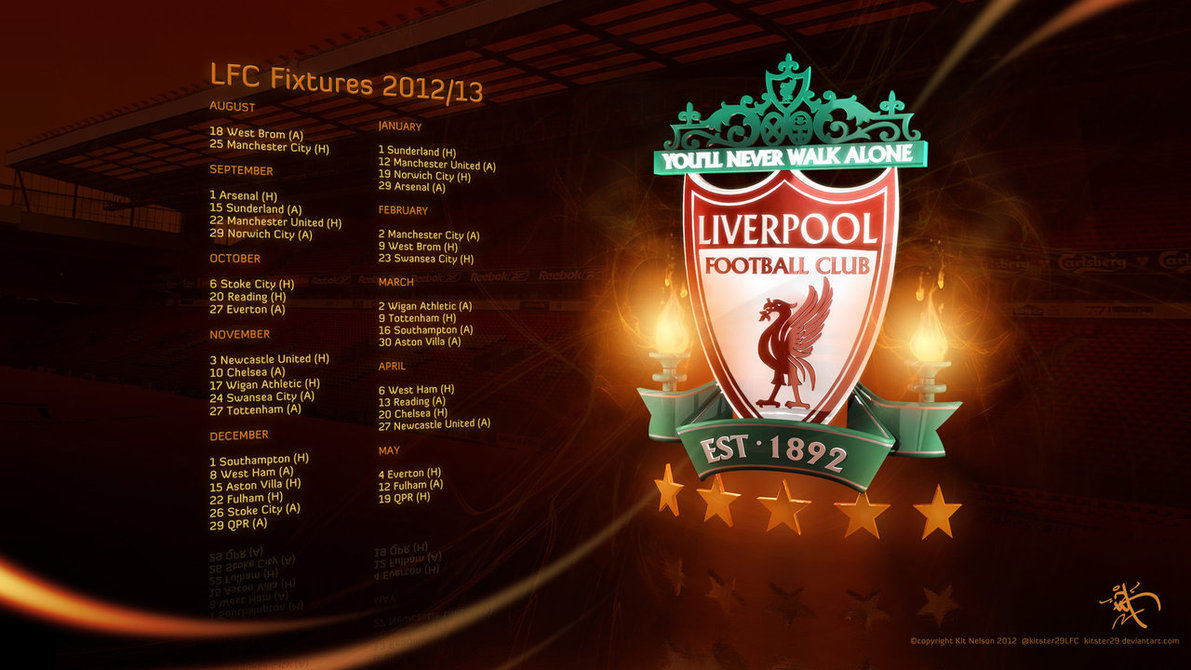 LFC Fixtures 2012/13
AUGUST
18 West Brom (A)
25 Manchester City (H)
SEPTEMBER
1 Arsenal (H)
15 Sunderland (A)
22 Manchester United (H)
29 Norwich City (A)
OCTOBER
6 Stoke City (H)
20 Reading (H)
27 Everton (A)
NOVEMBER
3 Newcastle United (H)
10 Chelsea (A)
17 Wigan Athletic (H)
24 Swansea City (A)
27 Tottenham (A)
DECEMBER
1 Southampton (H)
8 West Ham (A)
15 Aston Villa (H)
22 Fulham (H)
26 Stoke City (A)
29 QPR (A)
JANUARY
1 Sunderland (H)
12 Manchester United (A)
19 Norwich City (H)
29 Arsenal (A)
FEBRUARY
2 Manchester City (A)
9 West Brom (H)
23 Swansea City (H)
MARCH
2 Wigan Athletic (A)
9 Tottenham (H)
16 Southampton (A)
30 Aston Villa (A)
APRIL
6 West Ham (H)
13 Reading (A)
20 Chelsea (H)
27 Newcastle United (A)
MAY
4 Everton (H)
12 Fulham (A)
19 QPR (H)
YOU'LL NEVER WALK ALONE
LIVERPOOL
FOOTBALL CLUB
EST · 1892
Reebok Reebok Reebok
Carlsberg Carlsberg
©copyright Kit Nelson 2012 @kitster29LFC kitster29.deviantart.com